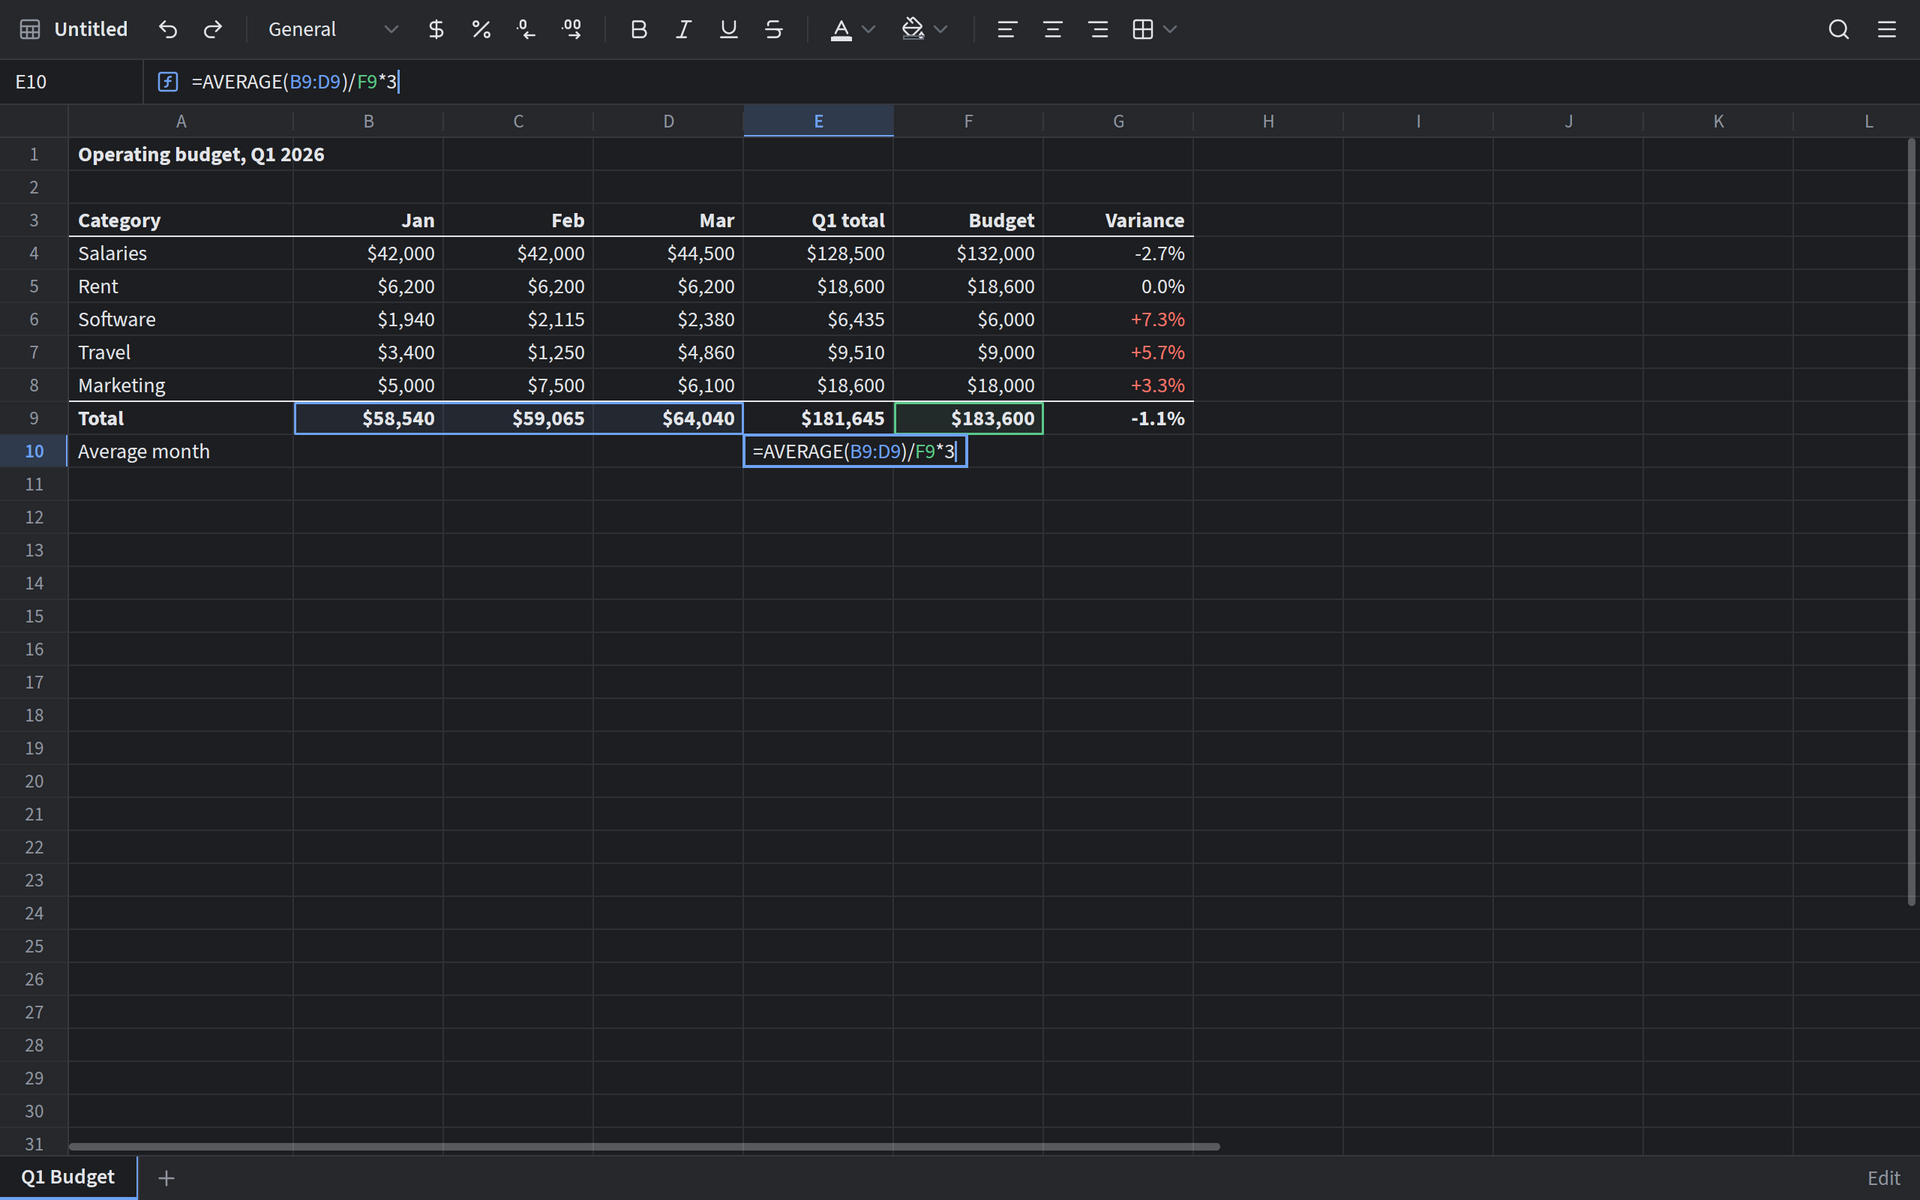 Untitled General $ % .0 .00 B I U S A
E10 =AVERAGE(B9:D9)/F9*3
A B C D E F G H I J K L
1 Operating budget, Q1 2026
2
3 Category Jan Feb Mar Q1 total Budget Variance
4 Salaries $42,000 $42,000 $44,500 $128,500 $132,000 -2.7%
5 Rent $6,200 $6,200 $6,200 $18,600 $18,600 0.0%
6 Software $1,940 $2,115 $2,380 $6,435 $6,000 +7.3%
7 Travel $3,400 $1,250 $4,860 $9,510 $9,000 +5.7%
8 Marketing $5,000 $7,500 $6,100 $18,600 $18,000 +3.3%
9 Total $58,540 $59,065 $64,040 $181,645 $183,600 -1.1%
10 Average month =AVERAGE(B9:D9)/F9*3
11
12
13
14
15
16
17
18
19
20
21
22
23
24
25
26
27
28
29
30
31
Q1 Budget + Edit